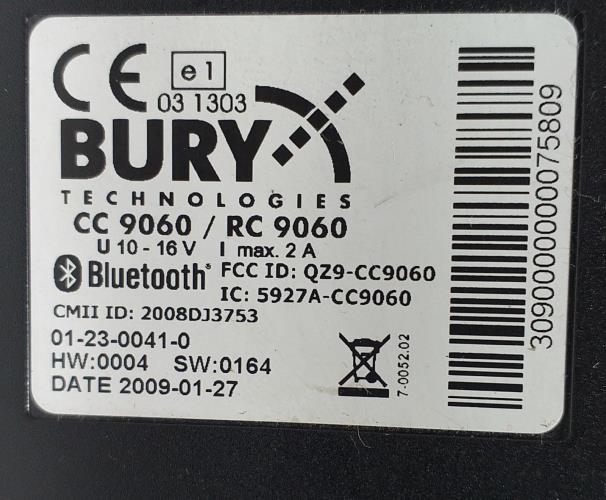 CE e1
03 1303
BURY
TECHNOLOGIES
CC 9060 / RC 9060
U 10 - 16 V I max. 2 A
Bluetooth® FCC ID: QZ9-CC9060
IC: 5927A-CC9060
CMII ID: 2008DJ3753
01-23-0041-0
HW:0004 SW:0164
DATE 2009-01-27
7-0052.02
3090000000075809